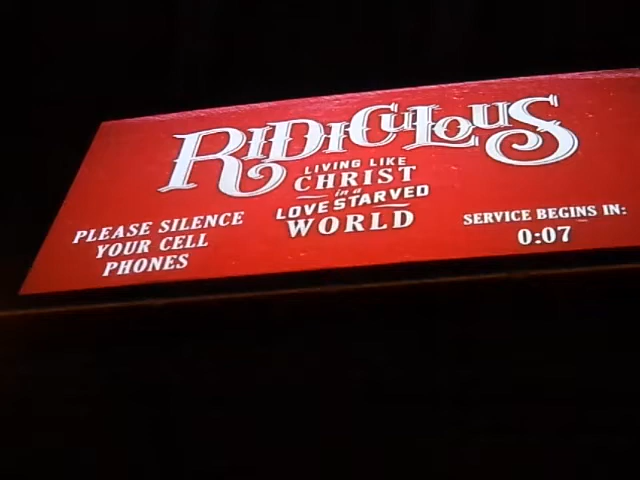 RIDICULOUS
LIVING LIKE
CHRIST
in a
LOVE STARVED
WORLD
PLEASE SILENCE
YOUR CELL
PHONES
SERVICE BEGINS IN:
0:07